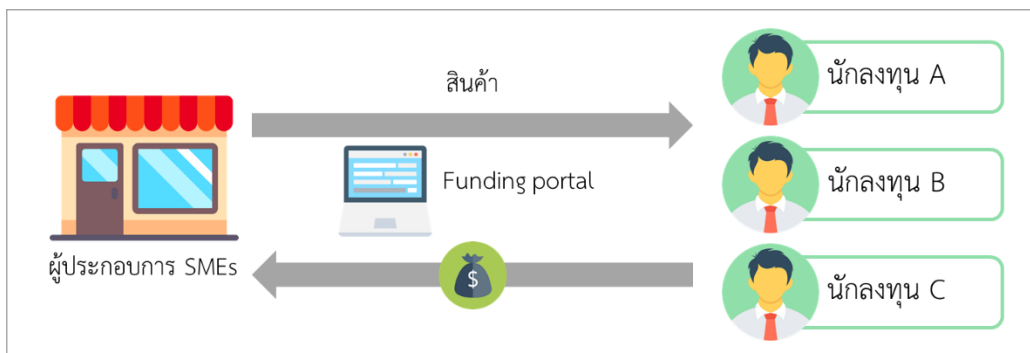 สินค้า
Funding portal
ผู้ประกอบการ SMEs
$
นักลงทุน A
นักลงทุน B
นักลงทุน C